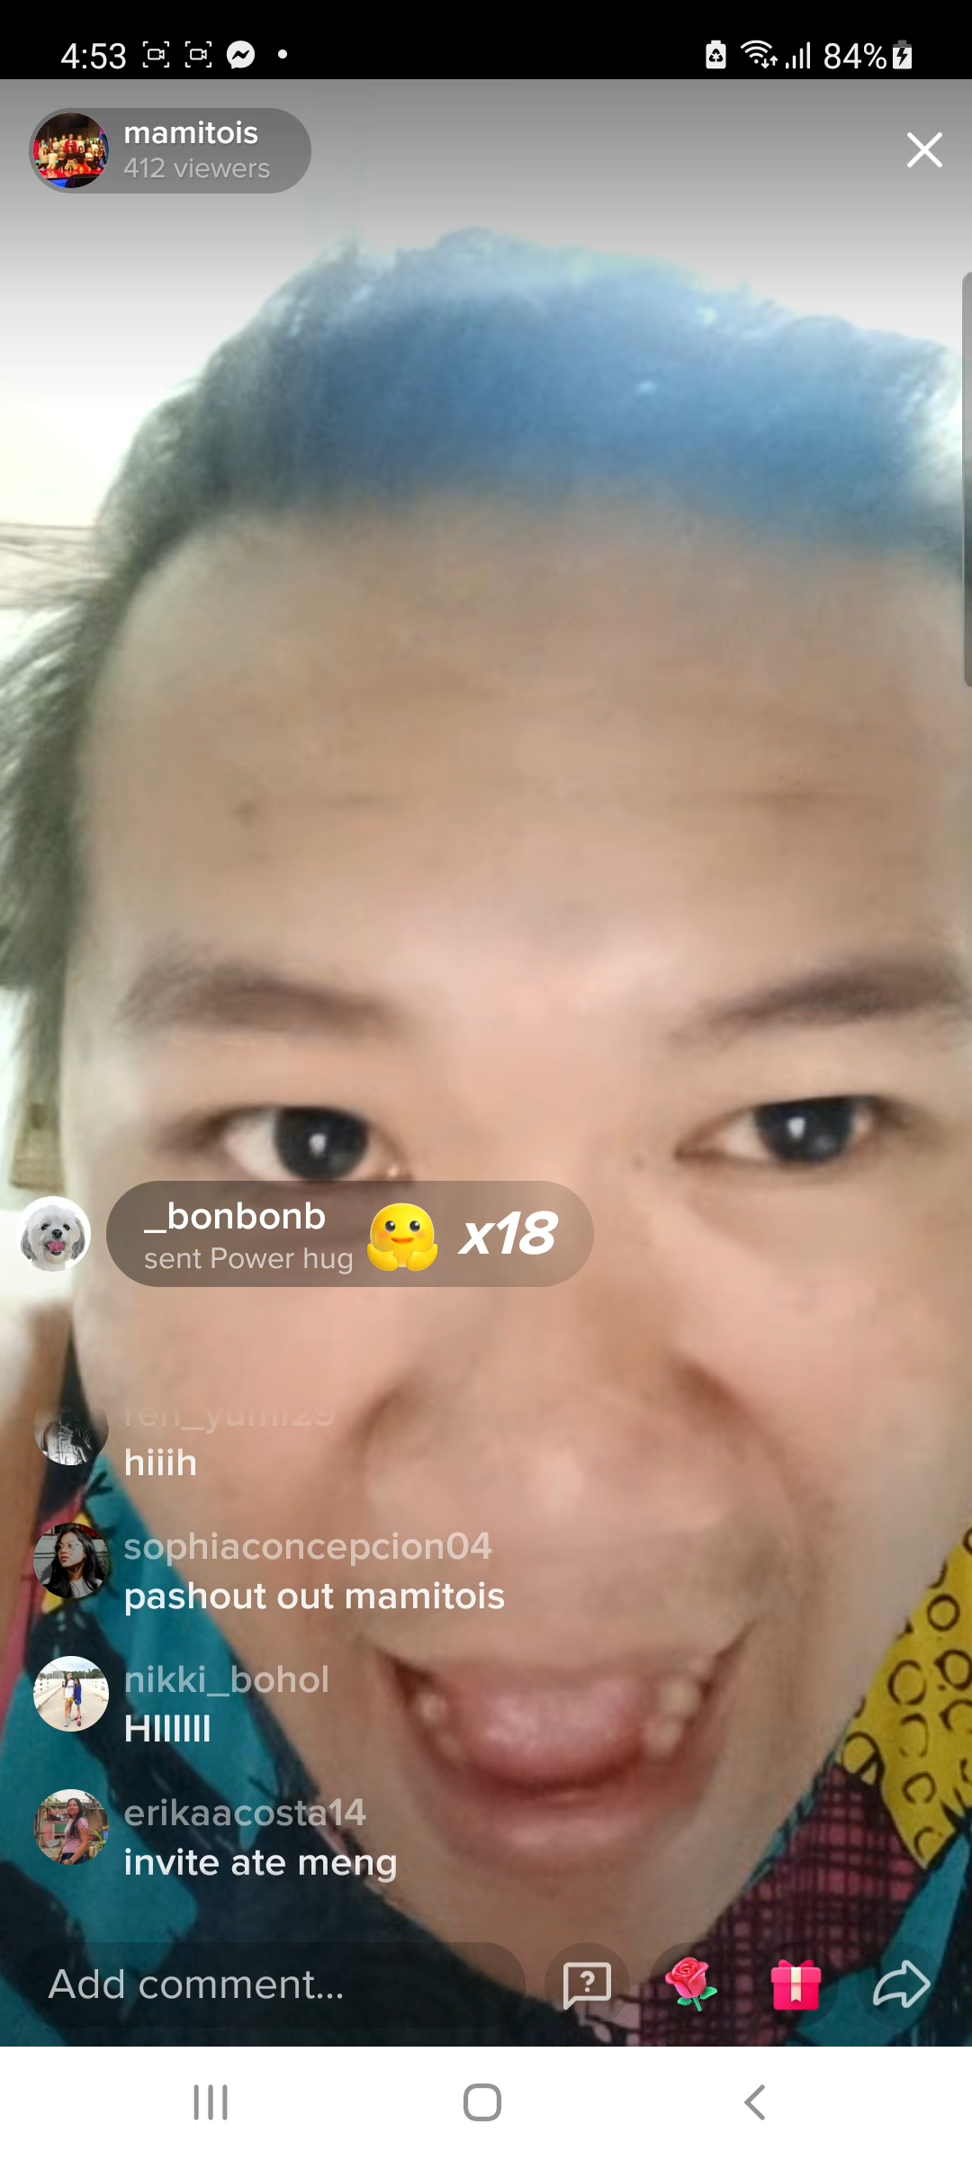 4:53
84%
mamitois
412 viewers
_bonbonb
sent Power hug
x18
ren_yumi29
hiiih
sophiaconcepcion04
pashout out mamitois
nikki_bohol
HIIIIII
erikaacosta14
invite ate meng
Add comment...